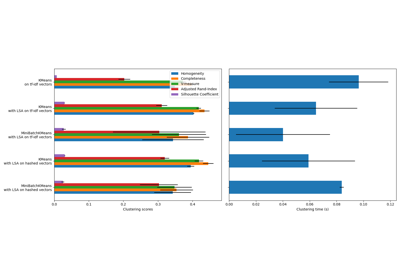 Homogeneity
Completeness
V-measure
Adjusted Rand-Index
Silhouette Coefficient
KMeans
on tf-idf vectors
KMeans
with LSA on tf-idf vectors
MiniBatchKMeans
with LSA on tf-idf vectors
KMeans
with LSA on hashed vectors
MiniBatchKMeans
with LSA on hashed vectors
0.0 0.1 0.2 0.3 0.4
Clustering scores
0.00 0.02 0.04 0.06 0.08 0.10 0.12
Clustering time (s)